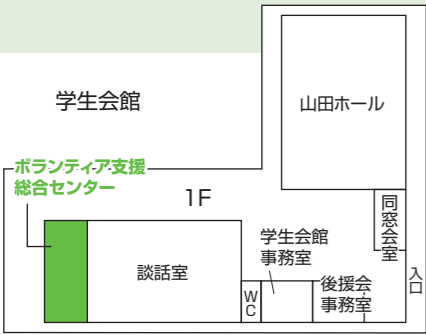 学生会館
山田ホール
ボランティア支援
総合センター
1F
同窓会室
学生会館
事務室
談話室
WC
後援会
事務室
入口